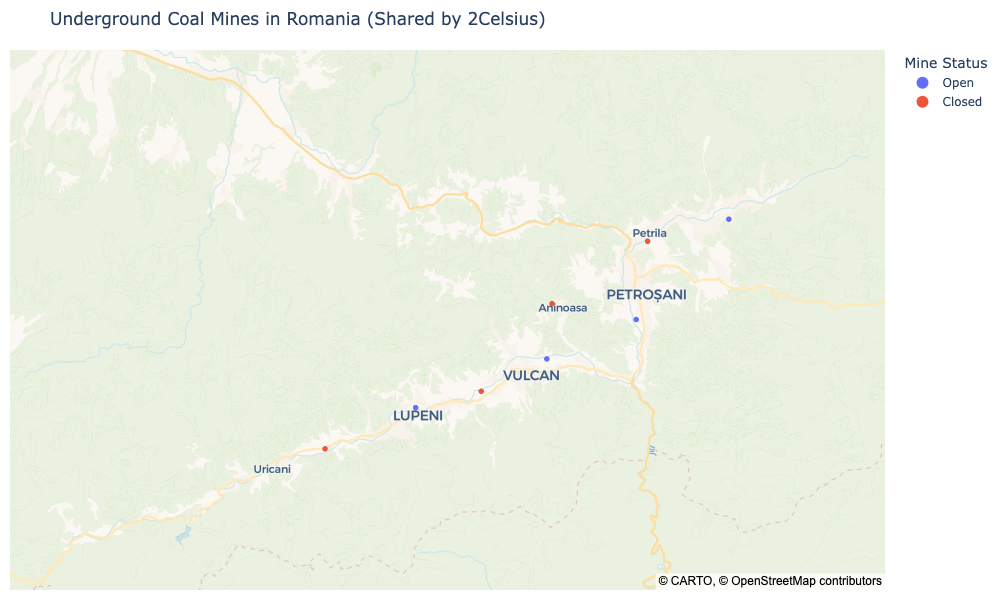 Underground Coal Mines in Romania (Shared by 2Celsius)
Mine Status
Open
Closed
Petrila
PETROȘANI
Aninoasa
VULCAN
LUPENI
Uricani
Jiu
© CARTO, © OpenStreetMap contributors